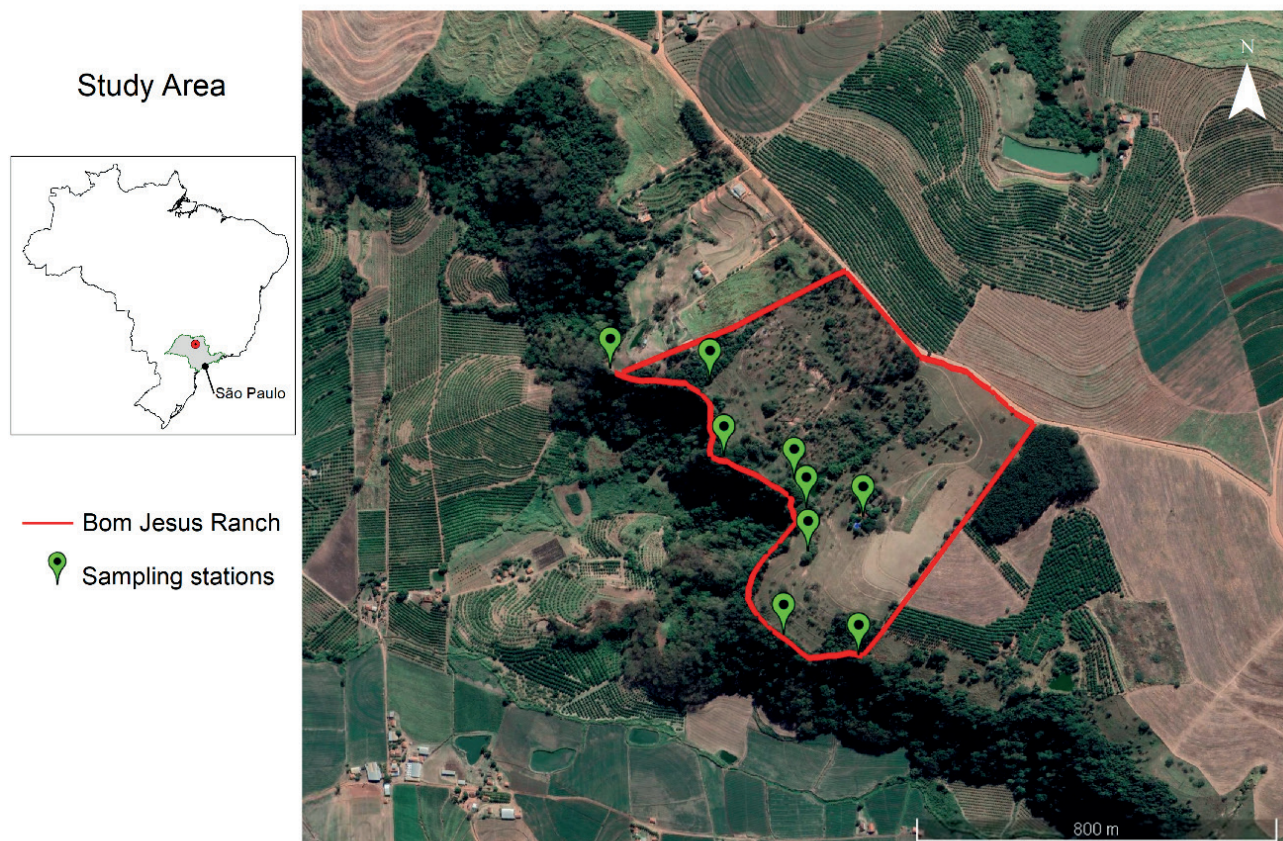 Study Area
São Paulo
Bom Jesus Ranch
Sampling stations
N
800 m